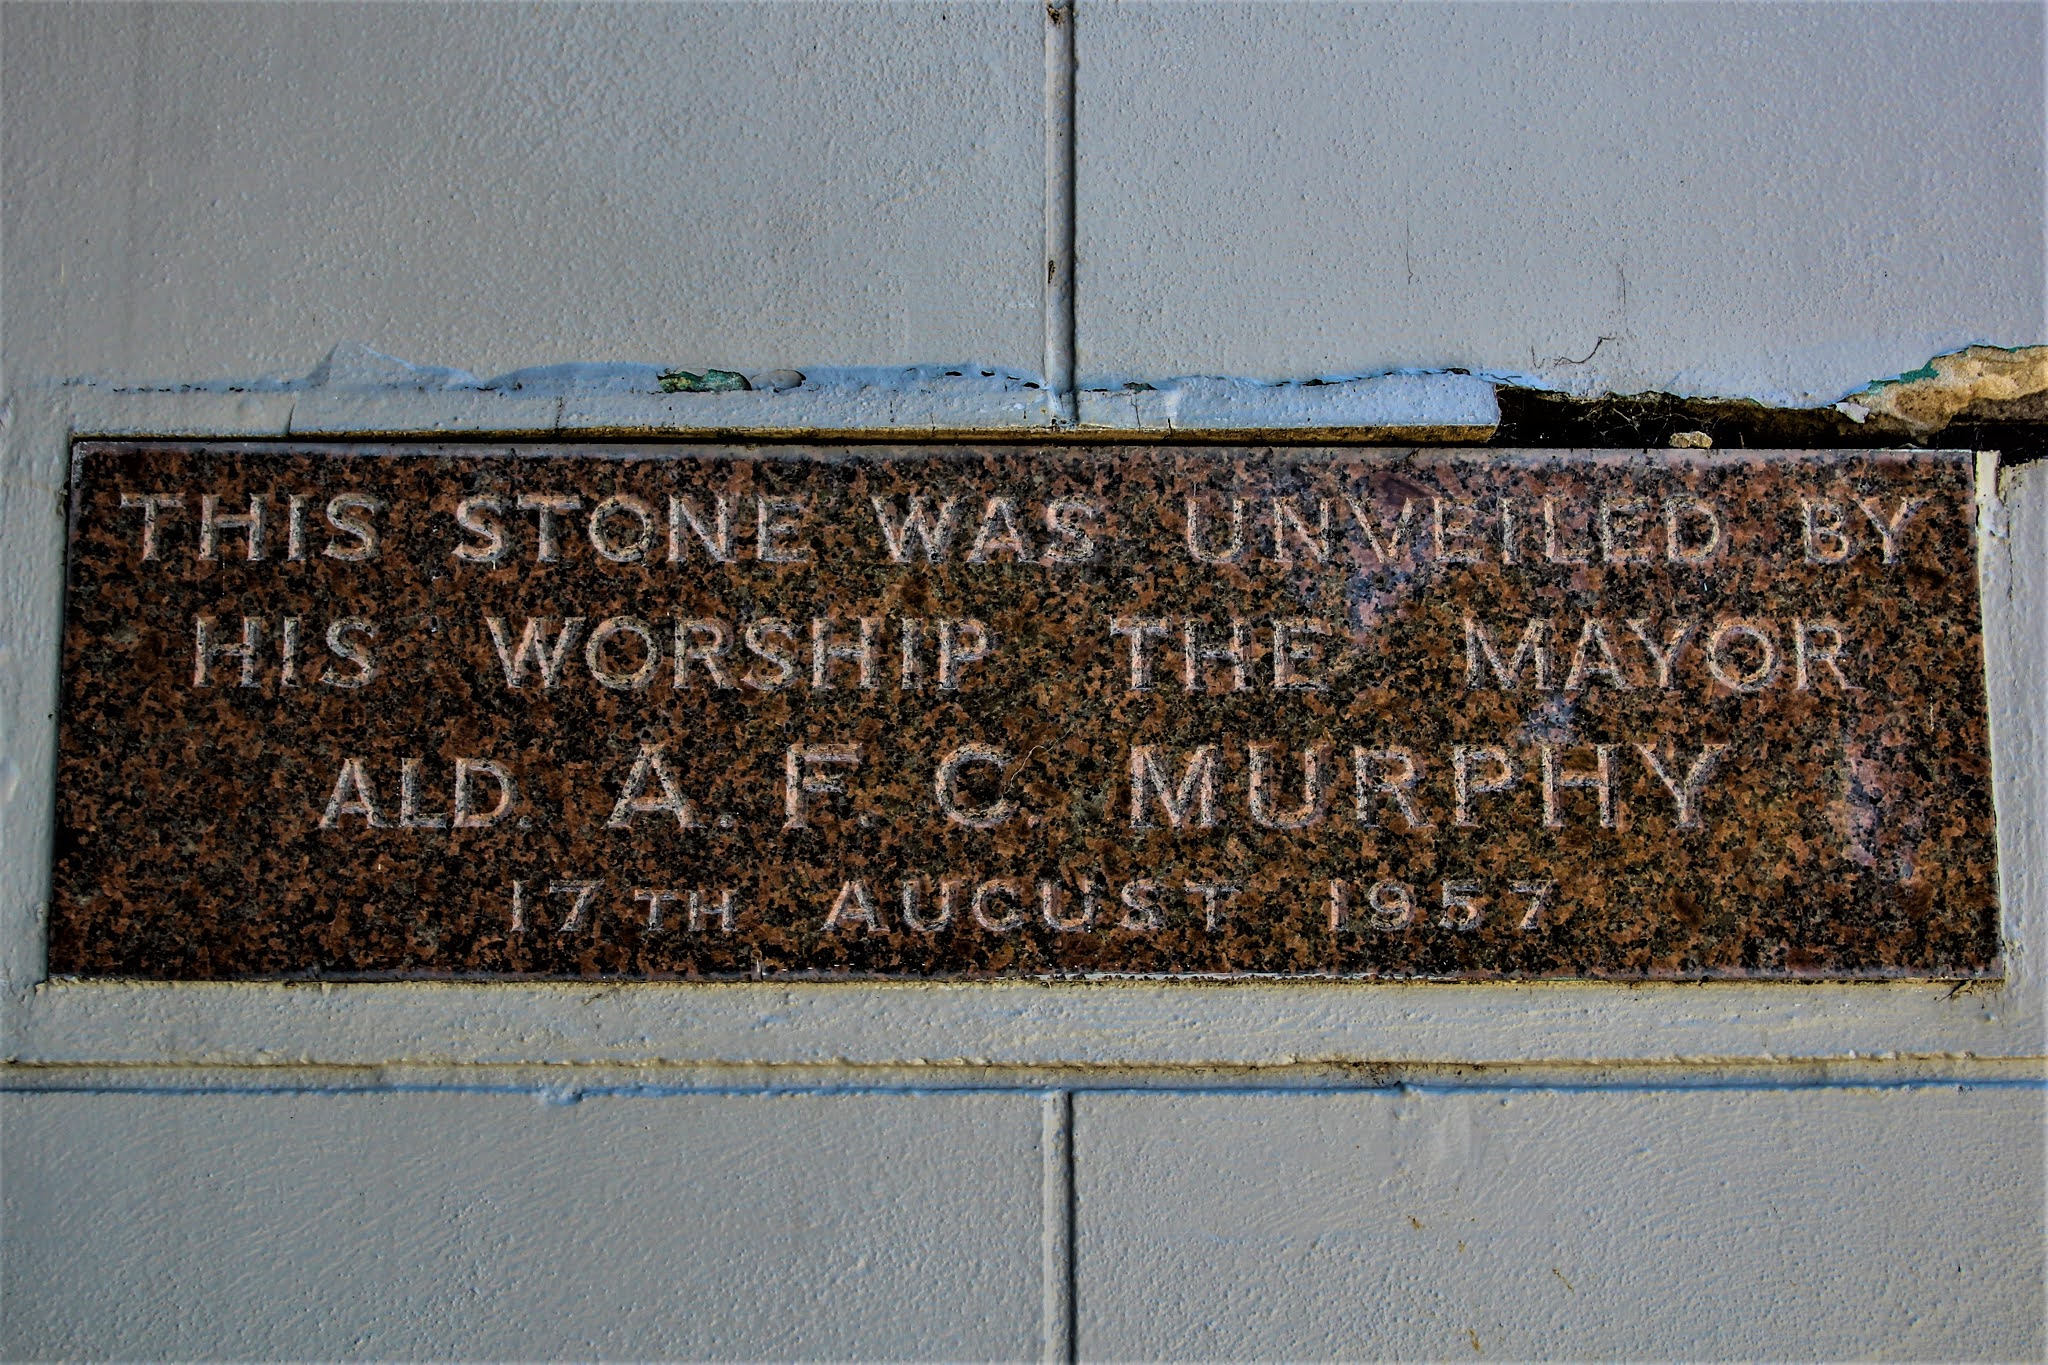 THIS STONE WAS UNVEILED BY
HIS WORSHIP THE MAYOR
ALD. A. F. C. MURPHY
17TH AUGUST 1957